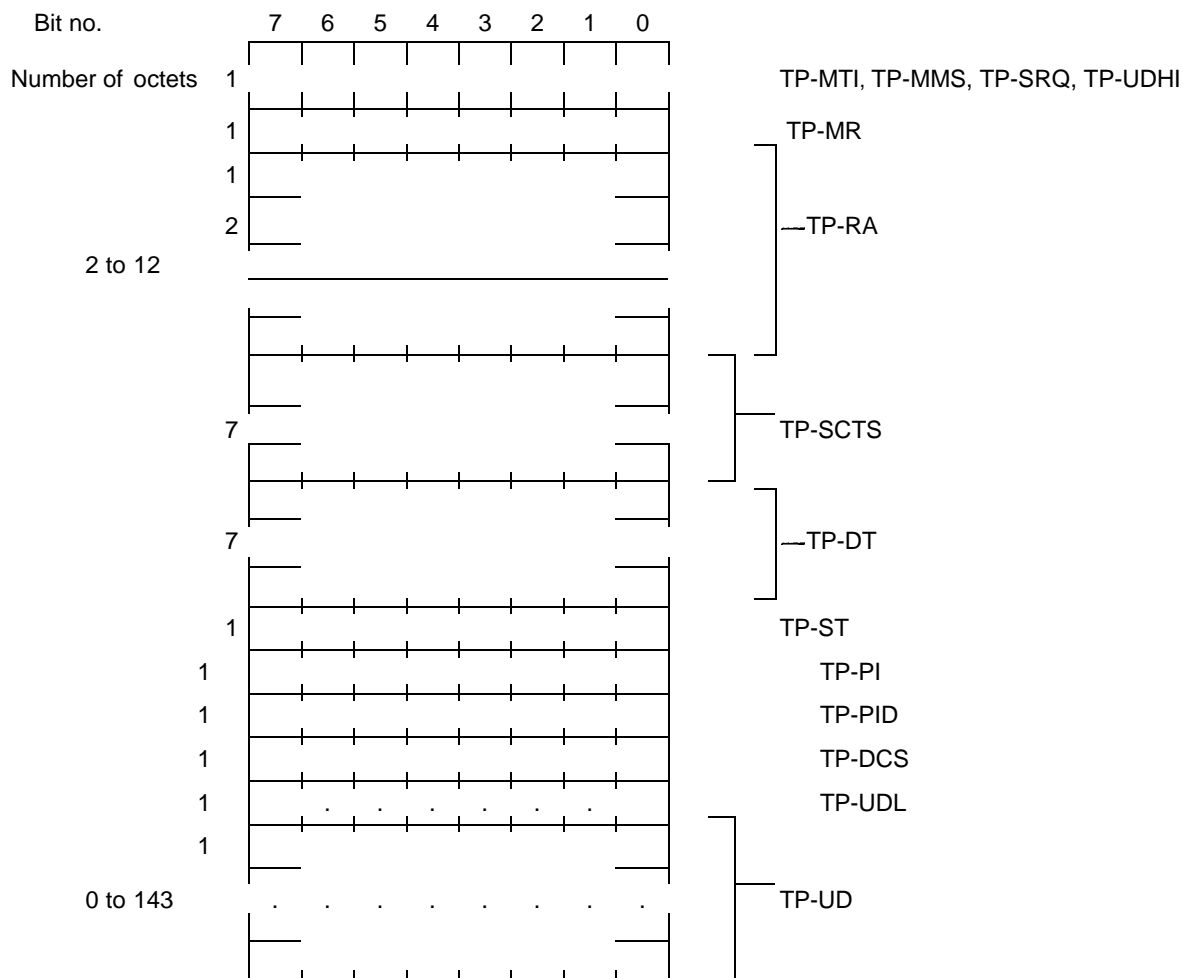 Bit no. 7 6 5 4 3 2 1 0
Number of octets 1 TP-MTI, TP-MMS, TP-SRQ, TP-UDHI
1 TP-MR
1
2 TP-RA
2 to 12
7 TP-SCTS
7 TP-DT
1 TP-ST
1 TP-PI
1 TP-PID
1 TP-DCS
1 . . . . . . TP-UDL
1
0 to 143 . . . . . . . . TP-UD